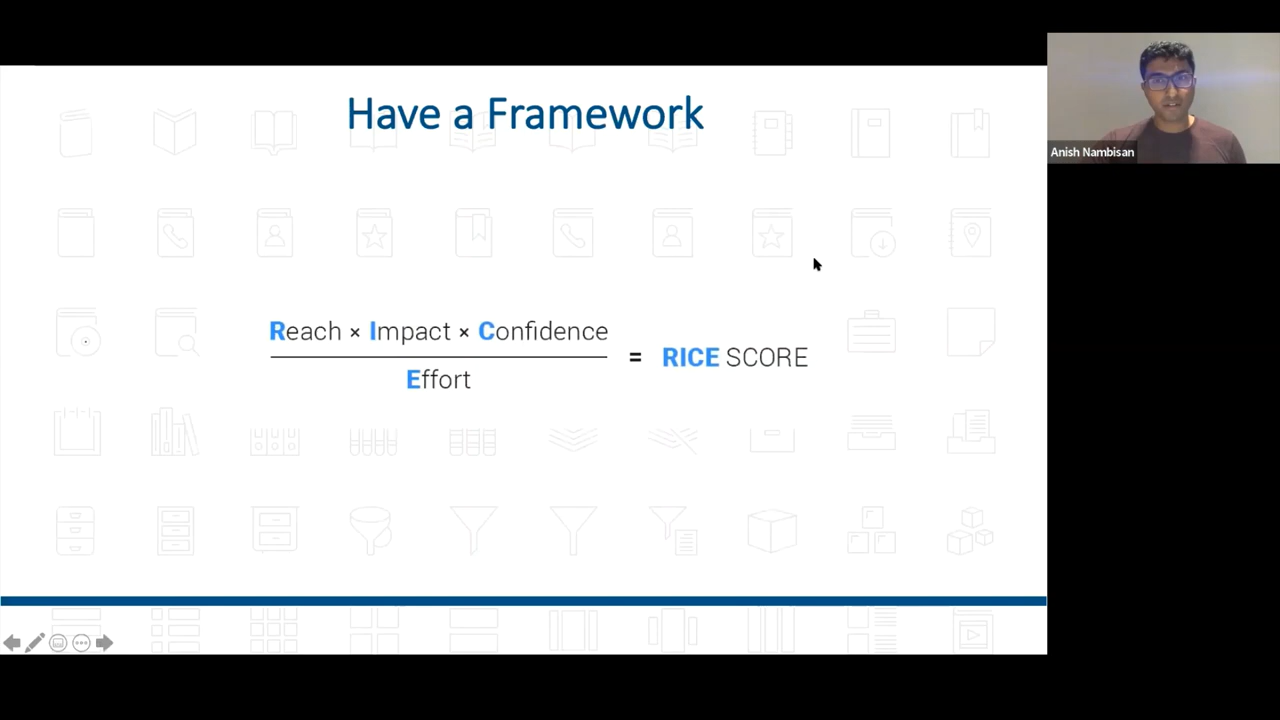 Have a Framework
Anish Nambisan
Reach × Impact × Confidence
Effort
= RICE SCORE